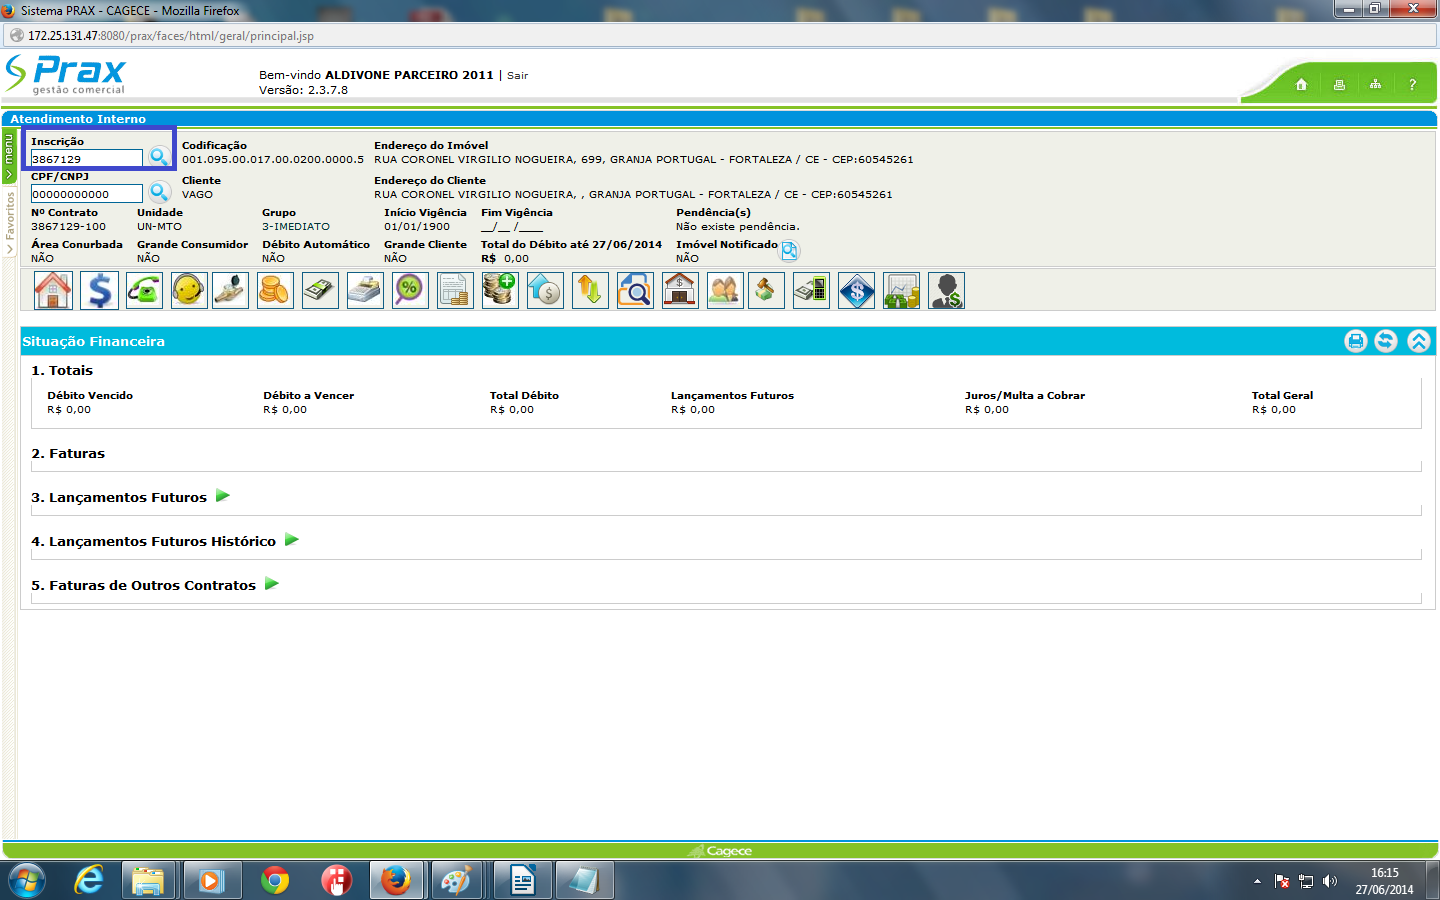 Sistema PRAX - CAGECE - Mozilla Firefox
172.25.131.47:8080/prax/faces/html/geral/principal.jsp
Prax
gestão comercial
Bem-vindo ALDIVONE PARCEIRO 2011 | Sair
Versão: 2.3.7.8
?
Atendimento Interno
menu
Favoritos
Inscrição
3867129
Codificação
001.095.00.017.00.0200.0000.5
Endereço do Imóvel
RUA CORONEL VIRGILIO NOGUEIRA, 699, GRANJA PORTUGAL - FORTALEZA / CE - CEP:60545261
CPF/CNPJ
00000000000
Cliente
VAGO
Endereço do Cliente
RUA CORONEL VIRGILIO NOGUEIRA, , GRANJA PORTUGAL - FORTALEZA / CE - CEP:60545261
Nº Contrato Unidade Grupo Início Vigência Fim Vigência Pendência(s)
3867129-100 UN-MTO 3-IMEDIATO 01/01/1900 __/__ /____ Não existe pendência.
Área Conurbada Grande Consumidor Débito Automático Grande Cliente Total do Débito até 27/06/2014 Imóvel Notificado
NÃO NÃO NÃO NÃO R$ 0,00 NÃO
Situação Financeira
1. Totais
Débito Vencido Débito a Vencer Total Débito Lançamentos Futuros Juros/Multa a Cobrar Total Geral
R$ 0,00 R$ 0,00 R$ 0,00 R$ 0,00 R$ 0,00 R$ 0,00
2. Faturas
3. Lançamentos Futuros
4. Lançamentos Futuros Histórico
5. Faturas de Outros Contratos
Cagece
16:15
27/06/2014